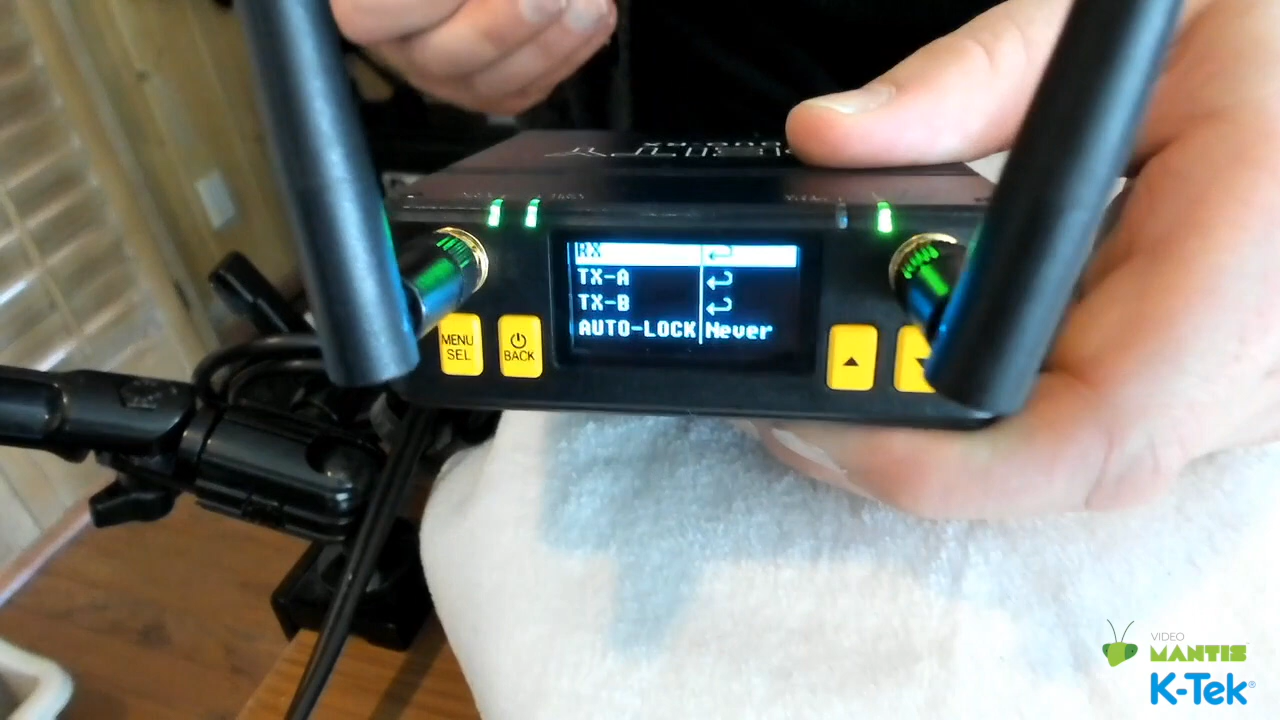 RX
TX-A
TX-B
AUTO-LOCK Never
MENU
SEL
BACK
VIDEO
MANTIS
K-Tek®